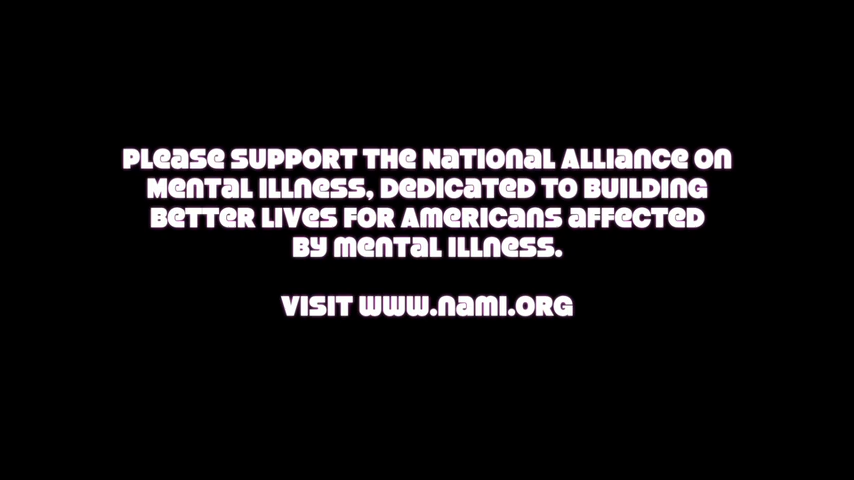 Please support the National Alliance on
Mental Illness, dedicated to building
better lives for Americans affected
by mental illness.
Visit www.nami.org